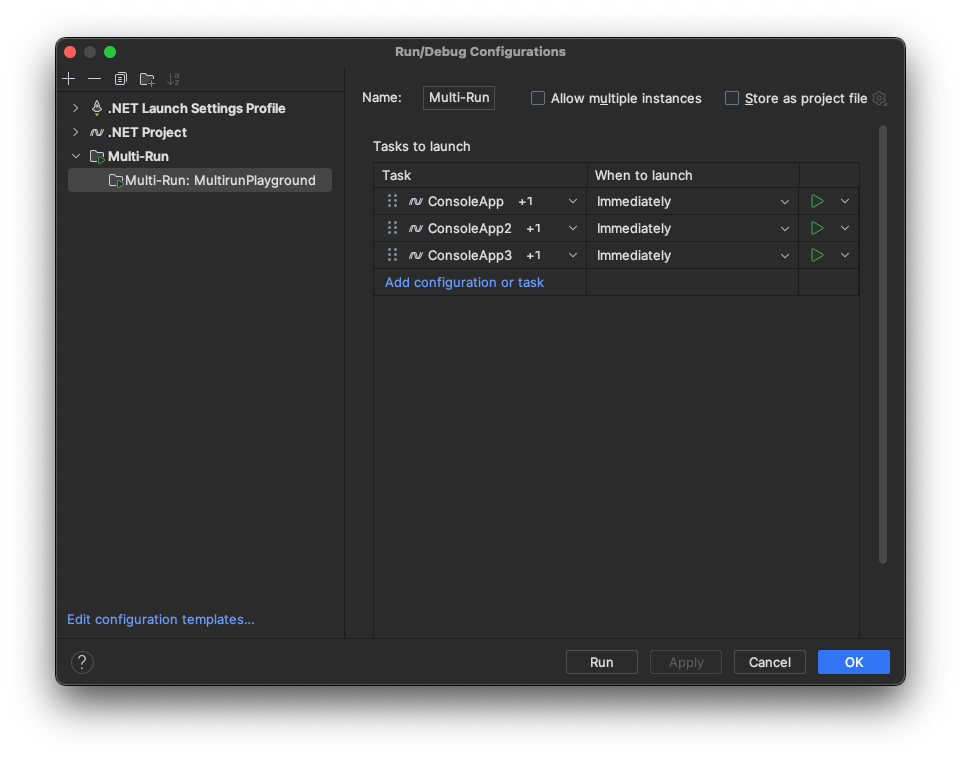 Run/Debug Configurations
.NET Launch Settings Profile
.NET Project
Multi-Run
Multi-Run: MultirunPlayground
Edit configuration templates...
Name: Multi-Run Allow multiple instances Store as project file
Tasks to launch
Task When to launch
ConsoleApp +1 Immediately
ConsoleApp2 +1 Immediately
ConsoleApp3 +1 Immediately
Add configuration or task
? Run Apply Cancel OK